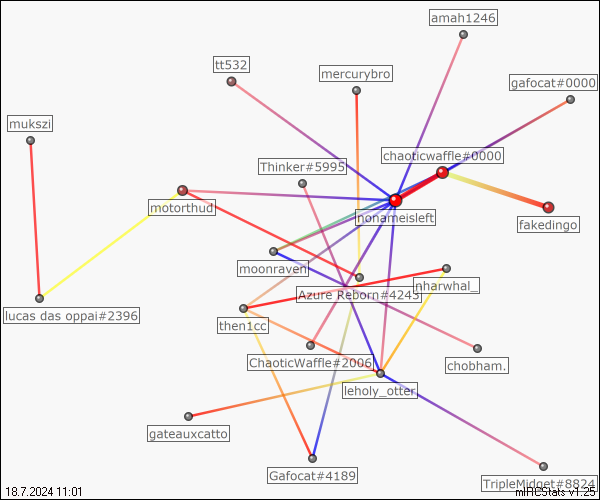 amah1246
tt532
mercurybro
gafocat#0000
mukszi
chaoticwaffle#0000
Thinker#5995
motorthud
nonameisleft
fakedingo
moonraven
nharwhal_
Azure Reborn#4243
lucas das oppai#2396
then1cc
ChaoticWaffle#2006
chobham.
leholy_otter
gateauxcatto
Gafocat#4189
TripleMidget#8824
18.7.2024 11:01
mIRCStats v1.25